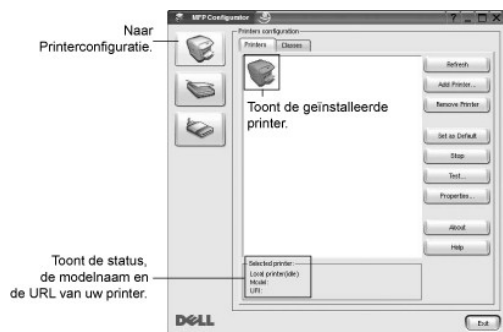 Naar
Printerconfiguratie.
MFP Configurator
Printers configuration
Printers
Classes
Toont de geïnstalleerde
printer.
Refresh
Add Printer...
Remove Printer
Set as Default
Stop
Test...
Properties...
About
Help
Toont de status,
de modelnaam en
de URL van uw printer.
Selected printer:
Local printer(idle)
Model:
URI:
DELL
Exit